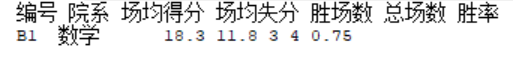 编号 院系 场均得分 场均失分 胜场数 总场数 胜率
B1 数学 18.3 11.8 3 4 0.75